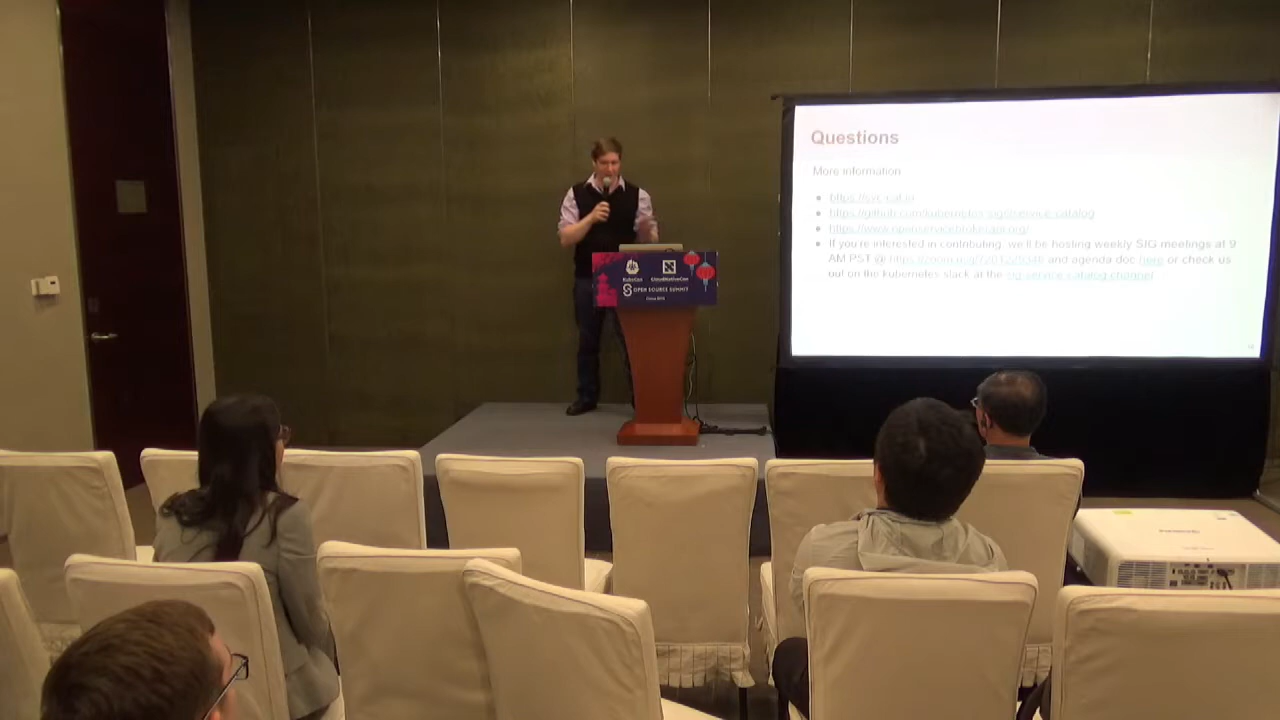 Questions
More information
https://svc-cat.io
https://github.com/kubernetes-sigs/service-catalog
https://www.openservicebrokerapi.org/
If you're interested in contributing, we'll be hosting weekly SIG meetings at 9
AM PST @ and agenda doc here or check us
out on the kubernetes slack at the sig-service-catalog channel
KubeCon
CloudNativeCon
OPEN SOURCE SUMMIT